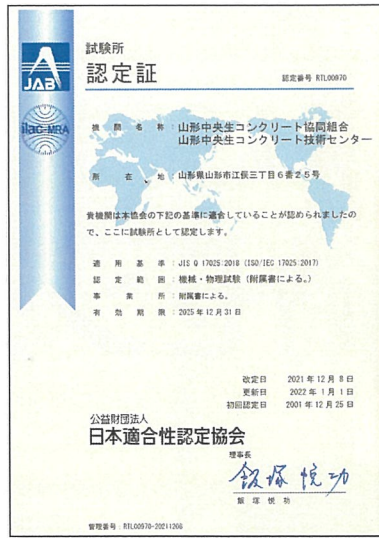 JAB
ilac-MRA
試験所
認定証
認定番号 RTL00970
機関名称:山形中央生コンクリート協同組合
山形中央生コンクリート技術センター
所在地:山形県山形市江俣三丁目6番25号
貴機関は本協会の下記の基準に適合していることが認められましたの
で、ここに試験所として認定します。
適用基準:JIS Q 17025:2018 (ISO/IEC 17025:2017)
認定範囲:機械・物理試験(附属書による。)
事業所:附属書による。
有効期限:2025年12月31日
改定日 2021年12月8日
更新日 2022年1月1日
初回認定日 2001年12月25日
公益財団法人
日本適合性認定協会
理事長
飯塚悦功
飯塚悦功
管理番号:RTL00970-20211208